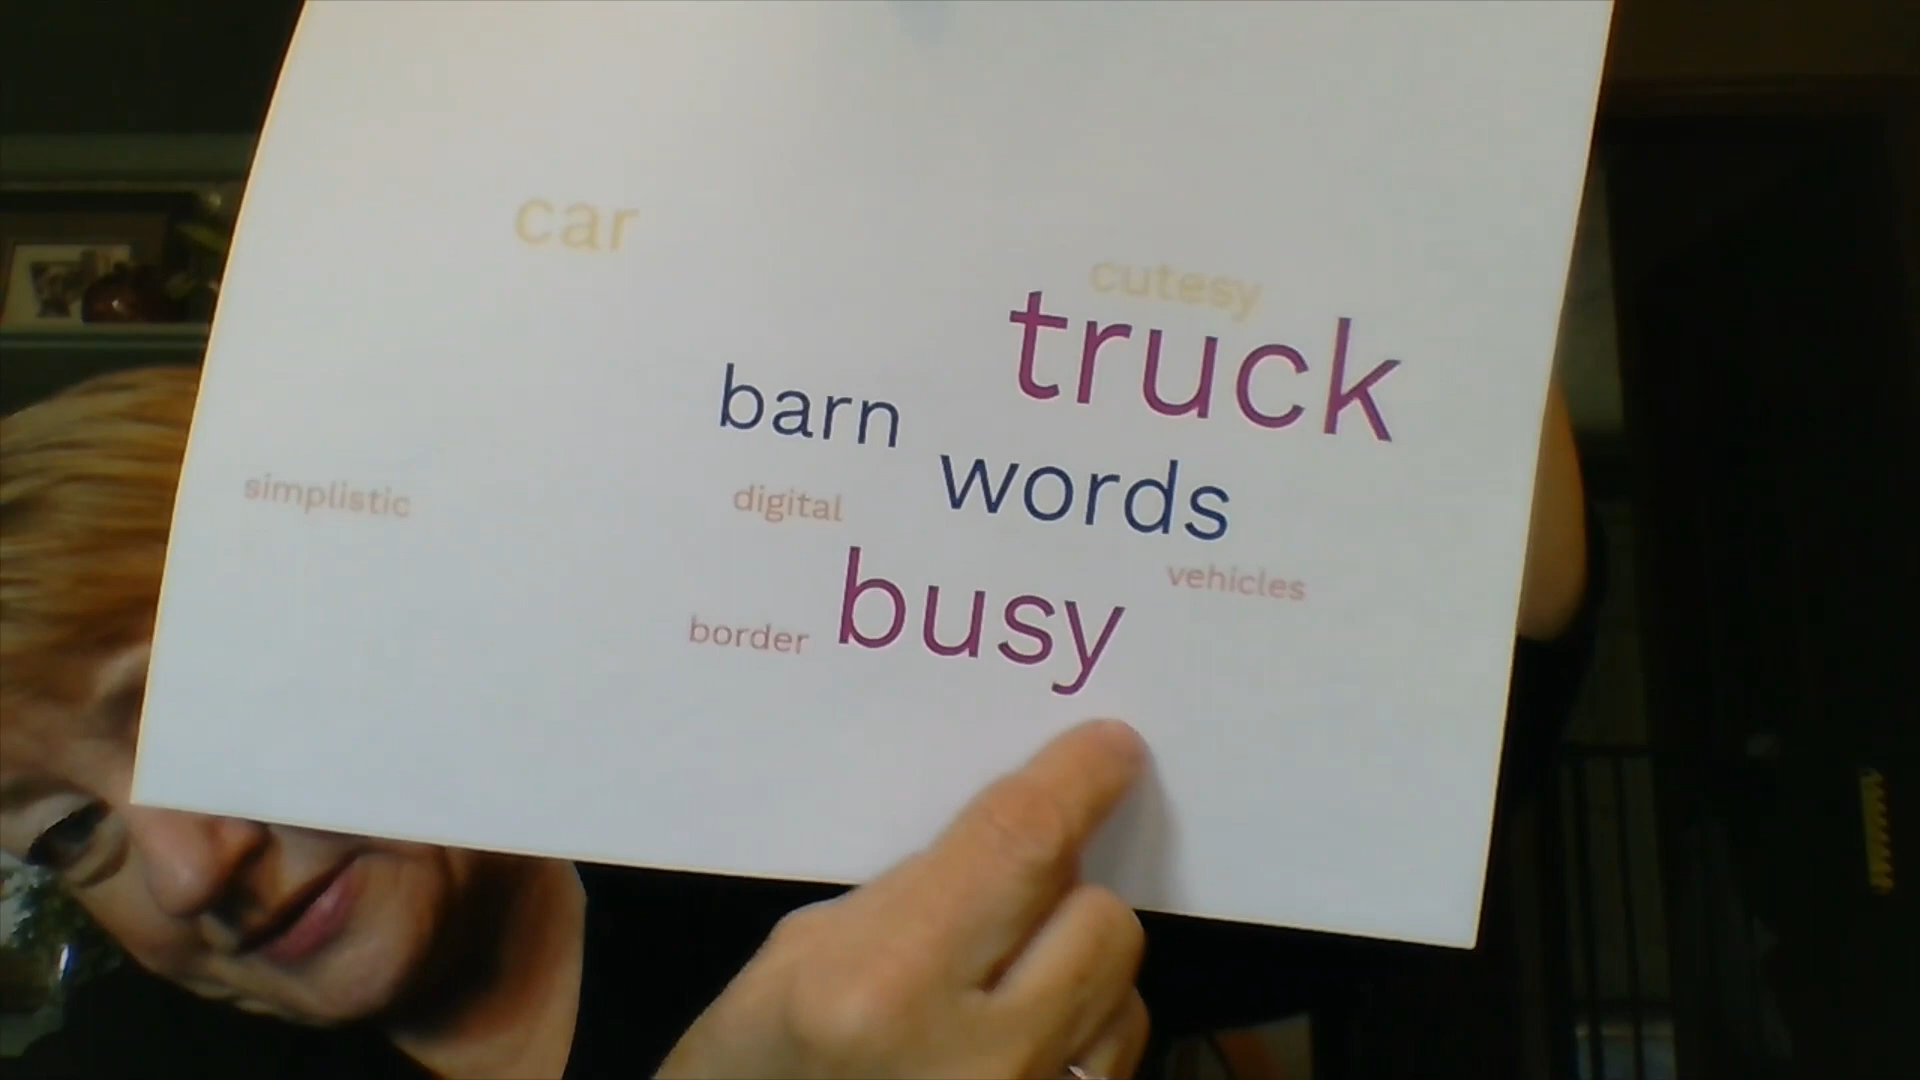 car
cutesy
truck
barn
words
simplistic
digital
vehicles
busy
border